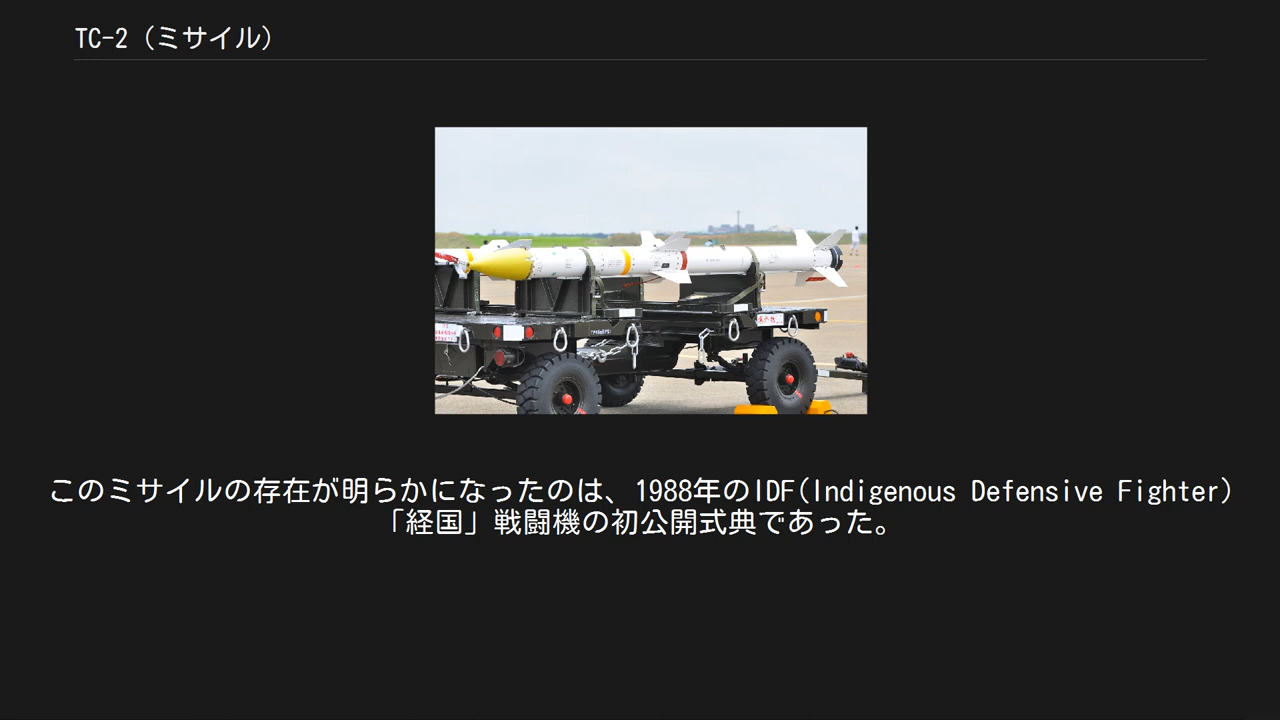 TC-2（ミサイル）
このミサイルの存在が明らかになったのは、1988年のIDF(Indigenous Defensive Fighter)
「経国」戦闘機の初公開式典であった。